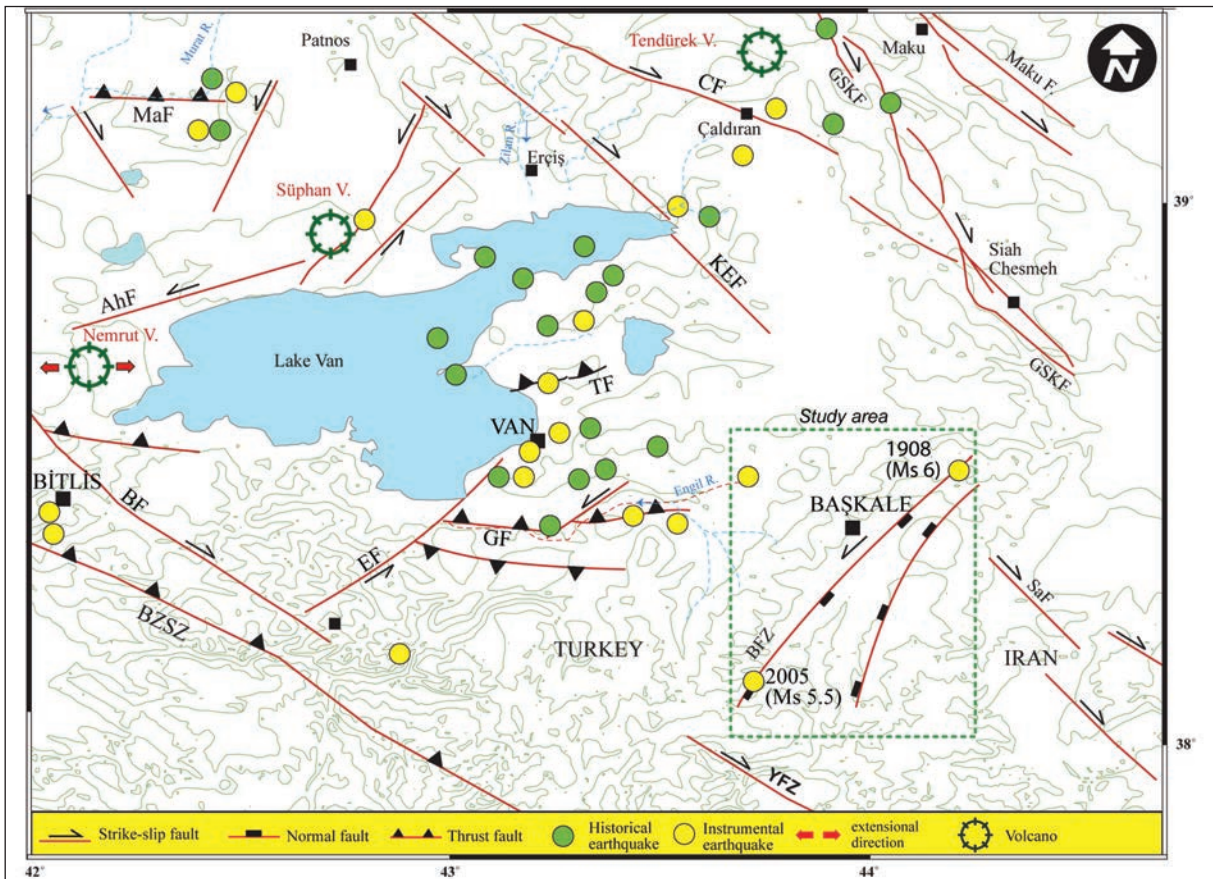 Murat R.
Patnos
Tendürek V.
Maku
N
MaF
CF
GSKF
Maku F.
Zilan R.
Erçiş
Çaldıran
Süphan V.
39°
Siah
Chesmeh
KEF
AhF
Nemrut V.
Lake Van
TF
GSKF
VAN
Study area
1908
(Ms 6)
BİTLİS
BF
Engil R.
BAŞKALE
GF
EF
SaF
BZSZ
TURKEY
BFZ
IRAN
2005
(Ms 5.5)
38°
YFZ
Strike-slip fault
Normal fault
Thrust fault
Historical
earthquake
Instrumental
earthquake
extensional
direction
Volcano
42°
43°
44°